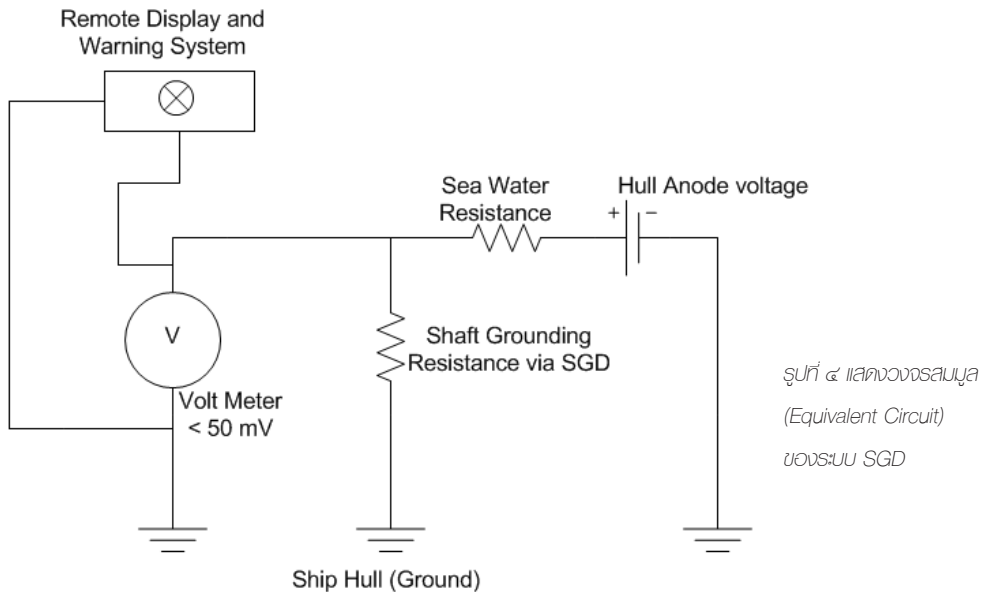 Remote Display and
Warning System
Sea Water
Resistance
Hull Anode voltage
+
−
V
Shaft Grounding
Resistance via SGD
Volt Meter
< 50 mV
Ship Hull (Ground)
รูปที่ ๔ แสดงวงจรสมมูล
(Equivalent Circuit)
ของระบบ SGD